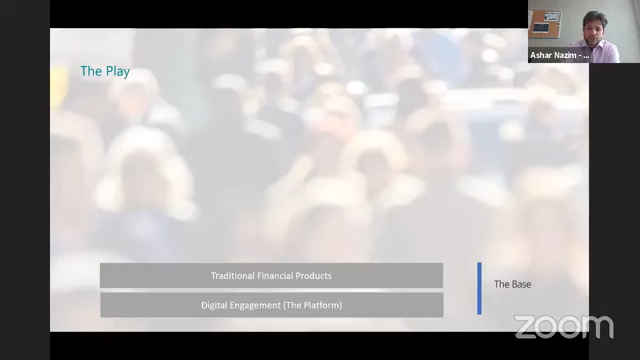 The Play
Ashar Nazim - ...
Traditional Financial Products
The Base
Digital Engagement (The Platform)
zoom